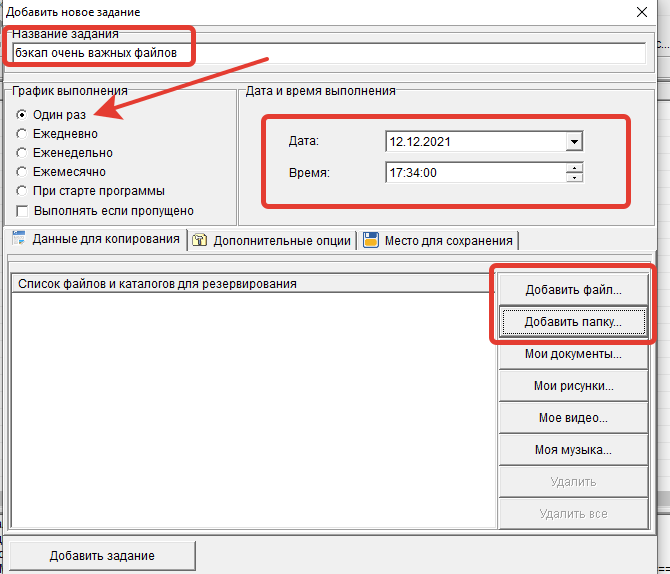 Добавить новое задание
Название задания
бэкап очень важных файлов
График выполнения
Дата и время выполнения
Один раз
Ежедневно
Еженедельно
Ежемесячно
При старте программы
Выполнять если пропущено
Дата:
12.12.2021
Время:
17:34:00
Данные для копирования
Дополнительные опции
Место для сохранения
Список файлов и каталогов для резервирования
Добавить файл...
Добавить папку...
Мои документы...
Мои рисунки...
Мое видео...
Моя музыка...
Удалить
Удалить все
Добавить задание